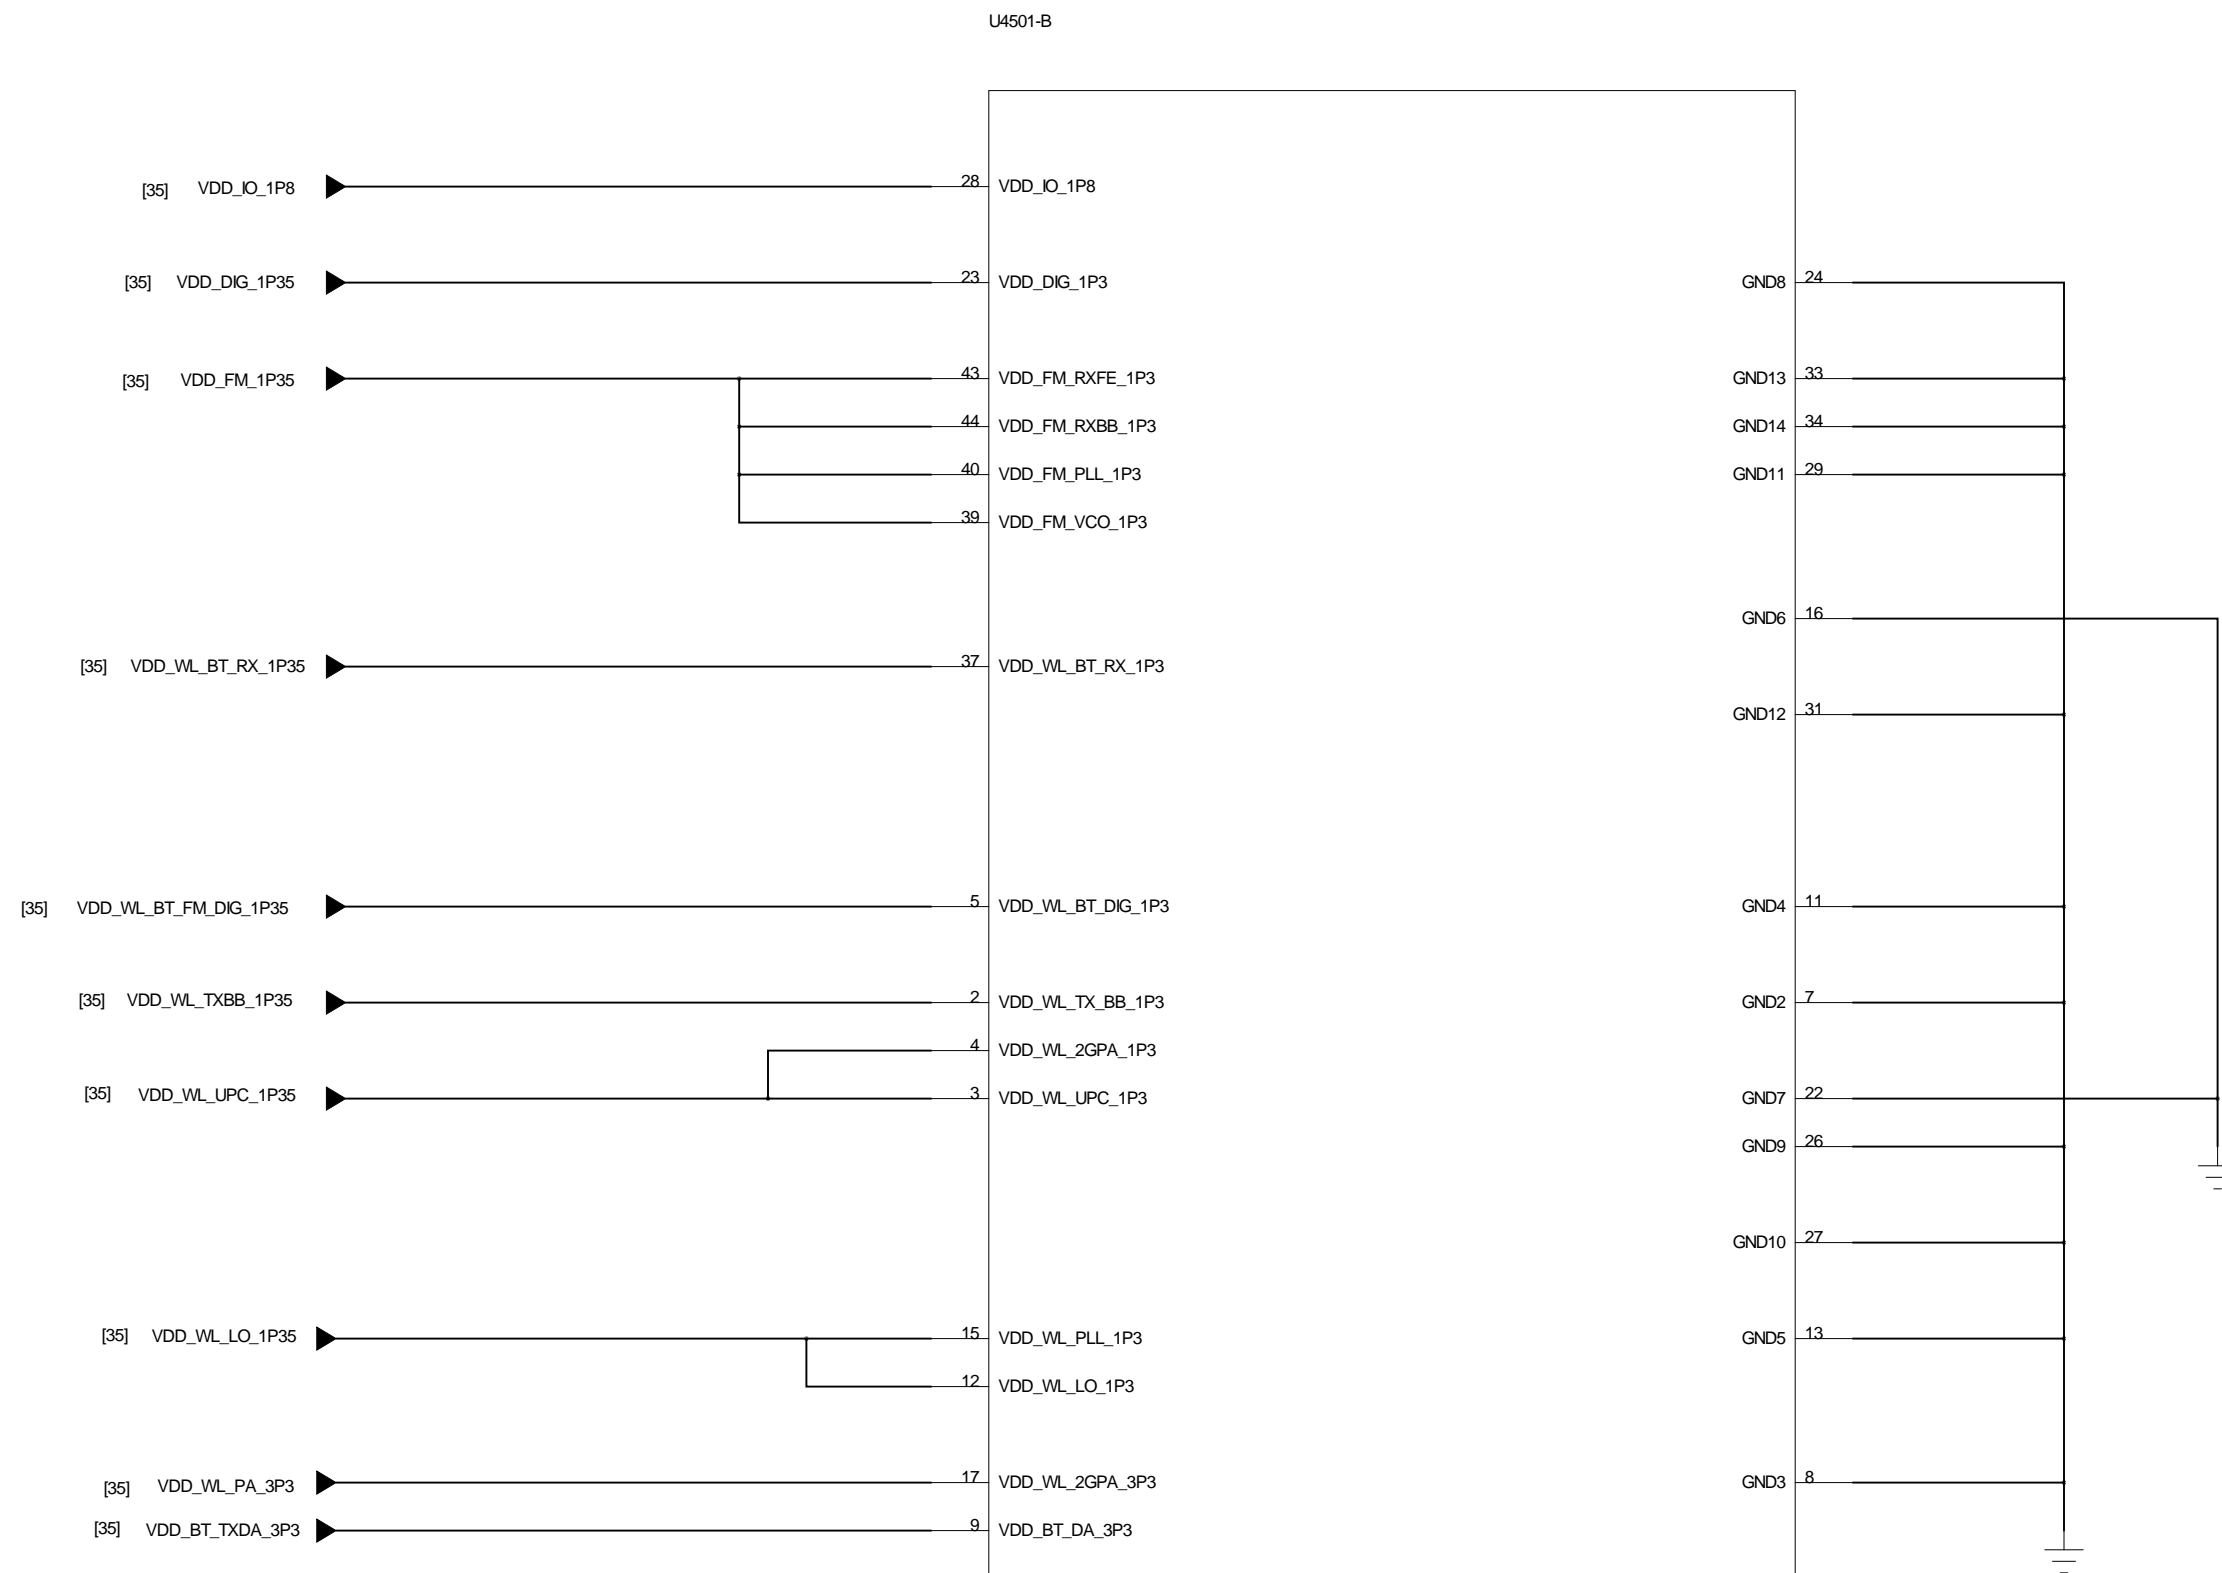 U4501-B
[35] VDD_IO_1P8 28 VDD_IO_1P8
[35] VDD_DIG_1P35 23 VDD_DIG_1P3 GND8 24
[35] VDD_FM_1P35 43 VDD_FM_RXFE_1P3 GND13 33
44 VDD_FM_RXBB_1P3 GND14 34
40 VDD_FM_PLL_1P3 GND11 29
39 VDD_FM_VCO_1P3
GND6 16
[35] VDD_WL_BT_RX_1P35 37 VDD_WL_BT_RX_1P3
GND12 31
[35] VDD_WL_BT_FM_DIG_1P35 5 VDD_WL_BT_DIG_1P3 GND4 11
[35] VDD_WL_TXBB_1P35 2 VDD_WL_TX_BB_1P3 GND2 7
4 VDD_WL_2GPA_1P3
[35] VDD_WL_UPC_1P35 3 VDD_WL_UPC_1P3 GND7 22
GND9 26
GND10 27
[35] VDD_WL_LO_1P35 15 VDD_WL_PLL_1P3 GND5 13
12 VDD_WL_LO_1P3
[35] VDD_WL_PA_3P3 17 VDD_WL_2GPA_3P3 GND3 8
[35] VDD_BT_TXDA_3P3 9 VDD_BT_DA_3P3